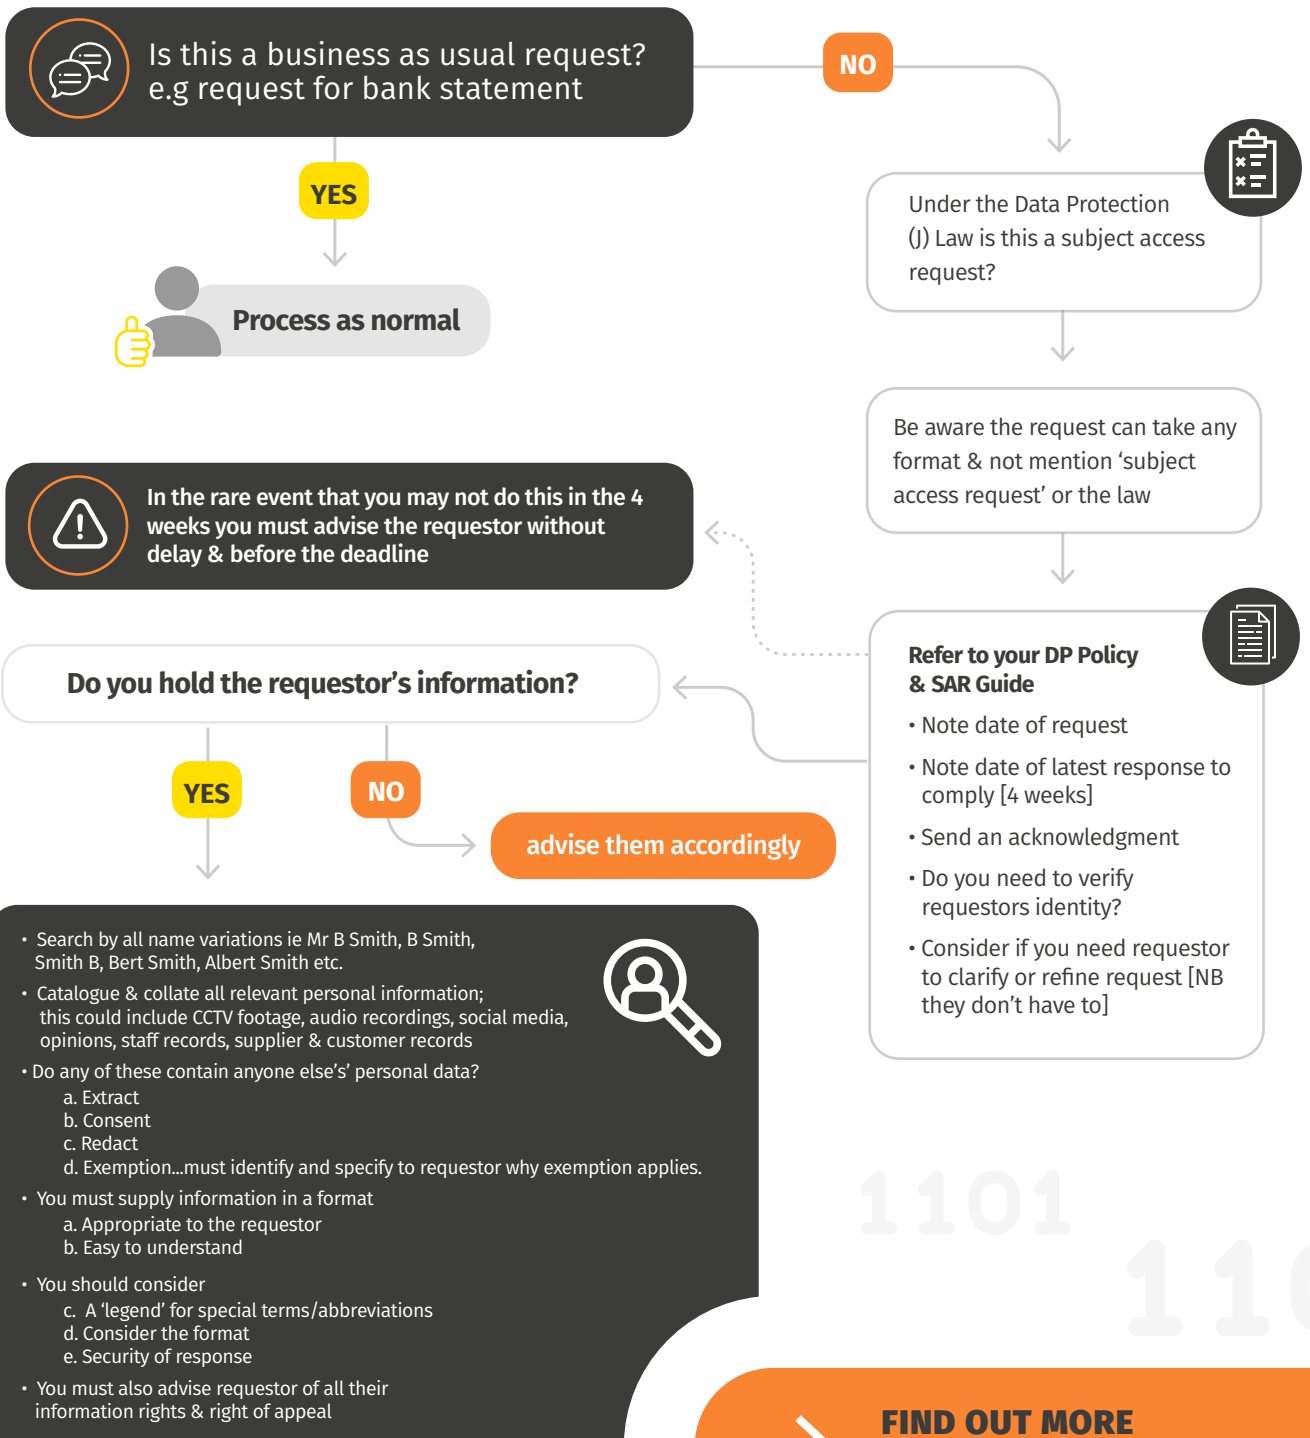 Is this a business as usual request?
e.g request for bank statement
NO
YES
Process as normal
Under the Data Protection
(J) Law is this a subject access
request?
Be aware the request can take any
format & not mention ‘subject
access request’ or the law
Refer to your DP Policy
& SAR Guide
• Note date of request
• Note date of latest response to
comply [4 weeks]
• Send an acknowledgment
• Do you need to verify
requestors identity?
• Consider if you need requestor
to clarify or refine request [NB
they don’t have to]
In the rare event that you may not do this in the 4
weeks you must advise the requestor without
delay & before the deadline
Do you hold the requestor’s information?
YES
NO
advise them accordingly
• Search by all name variations ie Mr B Smith, B Smith,
Smith B, Bert Smith, Albert Smith etc.
• Catalogue & collate all relevant personal information;
this could include CCTV footage, audio recordings, social media,
opinions, staff records, supplier & customer records
• Do any of these contain anyone else’s’ personal data?
a. Extract
b. Consent
c. Redact
d. Exemption...must identify and specify to requestor why exemption applies.
• You must supply information in a format
a. Appropriate to the requestor
b. Easy to understand
• You should consider
c. A ‘legend’ for special terms/abbreviations
d. Consider the format
e. Security of response
• You must also advise requestor of all their
information rights & right of appeal
1101
11
FIND OUT MORE